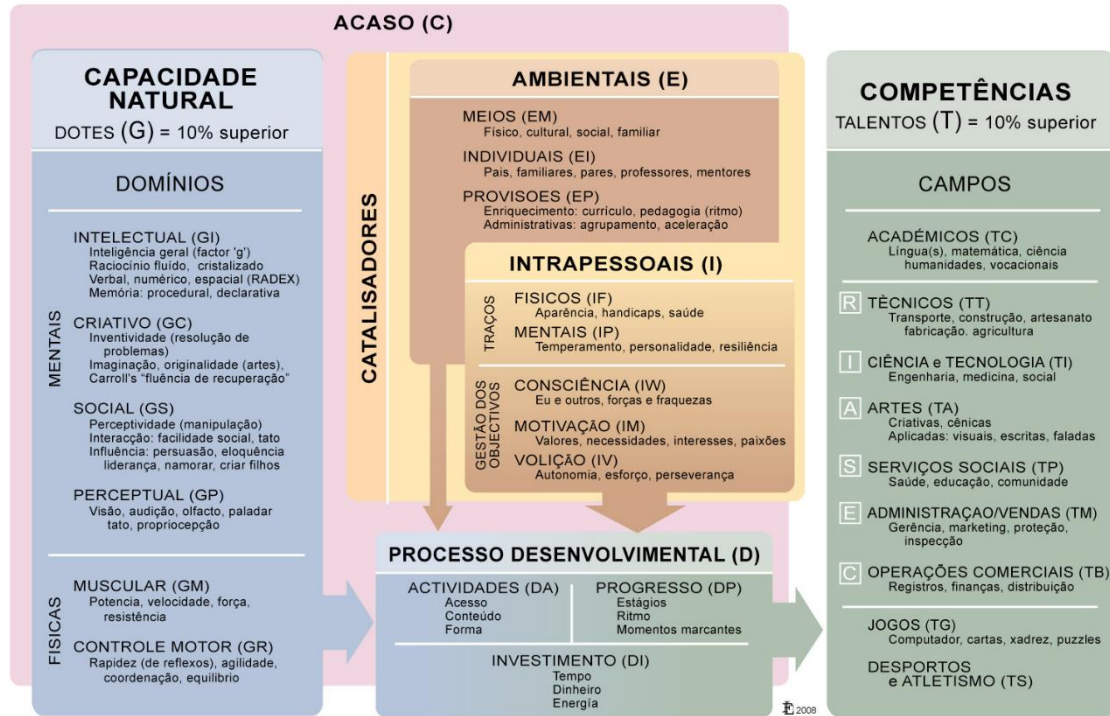 ACASO (C)
CAPACIDADE
NATURAL
DOTES (G) = 10% superior
DOMÍNIOS
MENTAIS
INTELECTUAL (GI)
Inteligência geral (factor 'g')
Raciocínio fluído, cristalizado
Verbal, numérico, espacial (RADEX)
Memória: procedural, declarativa
CRIATIVO (GC)
Inventividade (resolução de
problemas)
Imaginação, originalidade (artes),
Carroll's “fluência de recuperação”
SOCIAL (GS)
Perceptividade (manipulação)
Interacção: facilidade social, tato
Influência: persuasão, eloquência
liderança, namorar, criar filhos
PERCEPTUAL (GP)
Visão, audição, olfacto, paladar
tato, propriocepção
FISICAS
MUSCULAR (GM)
Potencia, velocidade, força,
resistência
CONTROLE MOTOR (GR)
Rapidez (de reflexos), agilidade,
coordenação, equilibrio
CATALISADORES
AMBIENTAIS (E)
MEIOS (EM)
Físico, cultural, social, familiar
INDIVIDUAIS (EI)
Pais, familiares, pares, professores, mentores
PROVISOES (EP)
Enriquecimento: currículo, pedagogia (ritmo)
Administrativas: agrupamento, aceleração
INTRAPESSOAIS (I)
TRAÇOS
FISICOS (IF)
Aparência, handicaps, saúde
MENTAIS (IP)
Temperamento, personalidade, resiliência
GESTÃO DOS
OBJECTIVOS
CONSCIÊNCIA (IW)
Eu e outros, forças e fraquezas
MOTIVAÇÃO (IM)
Valores, necessidades, interesses, paixões
VOLIÇÃO (IV)
Autonomia, esforço, perseverança
PROCESSO DESENVOLVIMENTAL (D)
ACTIVIDADES (DA)
Acesso
Conteúdo
Forma
PROGRESSO (DP)
Estágios
Ritmo
Momentos marcantes
INVESTIMENTO (DI)
Tempo
Dinheiro
Energía
2008
COMPETÊNCIAS
TALENTOS (T) = 10% superior
CAMPOS
ACADÉMICOS (TC)
Língua(s), matemática, ciência
humanidades, vocacionais
R TÈCNICOS (TT)
Transporte, construção, artesanato
fabricação. agricultura
I CIÊNCIA e TECNOLOGIA (TI)
Engenharia, medicina, social
A ARTES (TA)
Criativas, cênicas
Aplicadas: visuais, escritas, faladas
S SERVIÇOS SOCIAIS (TP)
Saúde, educação, comunidade
E ADMINISTRAÇAO/VENDAS (TM)
Gerência, marketing, proteção,
inspecção
C OPERAÇÕES COMERCIAIS (TB)
Registros, finanças, distribuição
JOGOS (TG)
Computador, cartas, xadrez, puzzles
DESPORTOS
e ATLETISMO (TS)